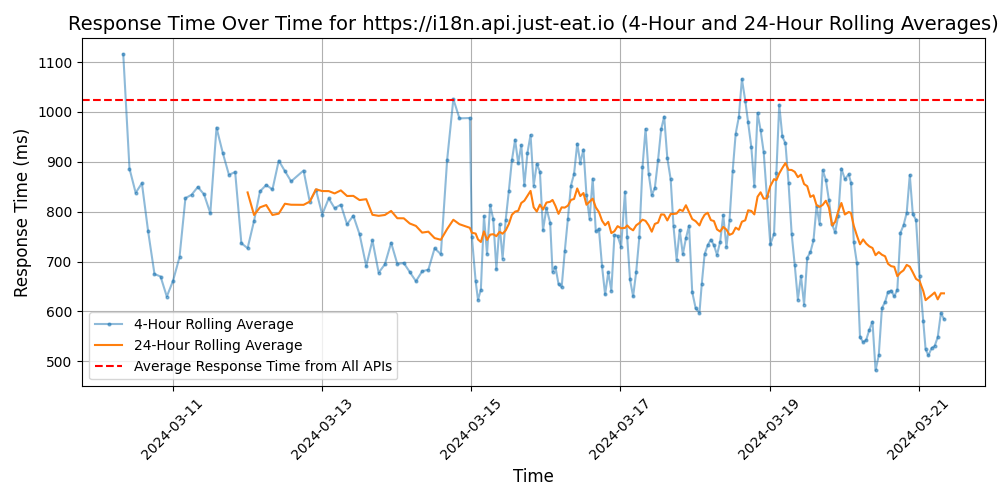 Response Time Over Time for https://i18n.api.just-eat.io (4-Hour and 24-Hour Rolling Averages)
Response Time (ms)
1100
1000
900
800
700
600
500
4-Hour Rolling Average
24-Hour Rolling Average
Average Response Time from All APIs
2024-03-11
2024-03-13
2024-03-15
2024-03-17
2024-03-19
2024-03-21
Time